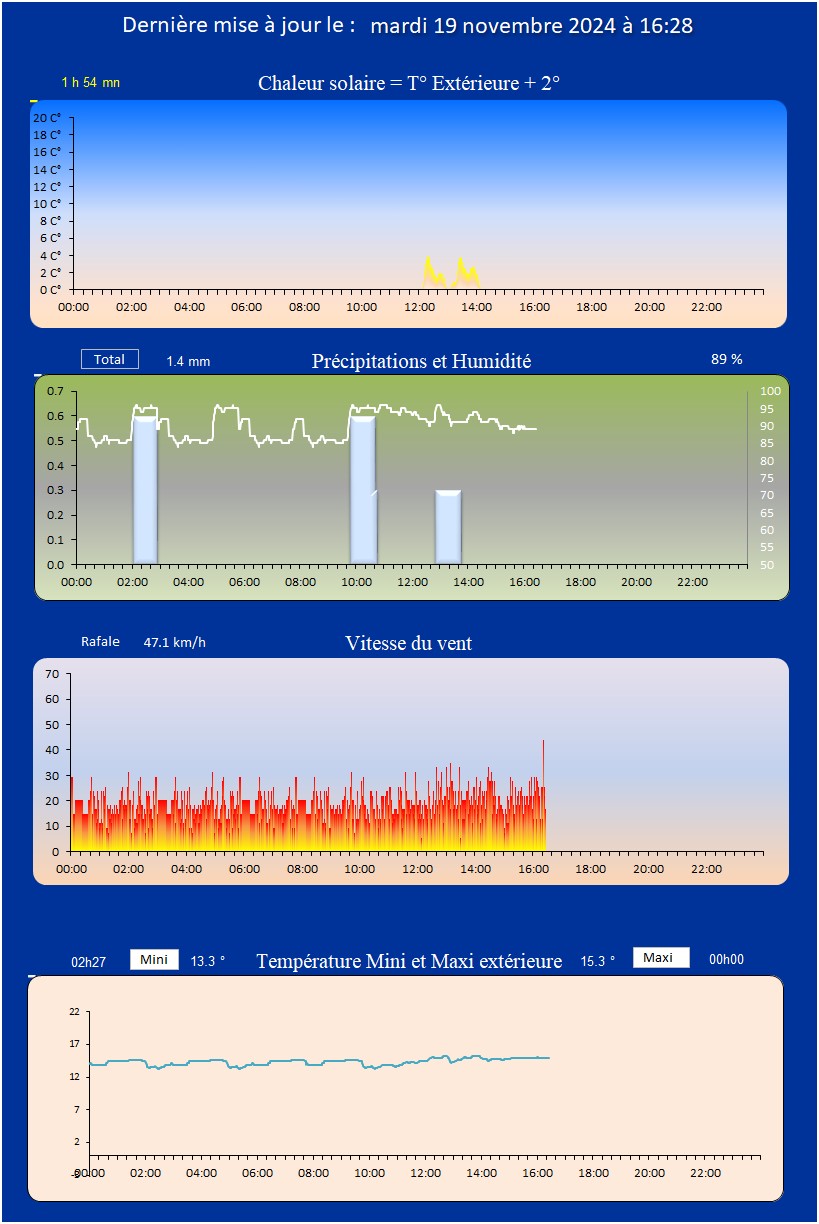 Dernière mise à jour le : mardi 19 novembre 2024 à 16:28
1 h 54 mn Chaleur solaire = T° Extérieure + 2°
20 C°
18 C°
16 C°
14 C°
12 C°
10 C°
8 C°
6 C°
4 C°
2 C°
0 C°
00:00 02:00 04:00 06:00 08:00 10:00 12:00 14:00 16:00 18:00 20:00 22:00
Total 1.4 mm Précipitations et Humidité 89 %
0.7 100
0.6 95
0.5 90
0.4 85
0.3 80
0.2 75
0.1 70
0.0 65
60
55
50
00:00 02:00 04:00 06:00 08:00 10:00 12:00 14:00 16:00 18:00 20:00 22:00
Rafale 47.1 km/h Vitesse du vent
70
60
50
40
30
20
10
0
00:00 02:00 04:00 06:00 08:00 10:00 12:00 14:00 16:00 18:00 20:00 22:00
02h27 Mini 13.3 ° Température Mini et Maxi extérieure 15.3 ° Maxi 00h00
22
17
12
7
2
-3
00:00 02:00 04:00 06:00 08:00 10:00 12:00 14:00 16:00 18:00 20:00 22:00